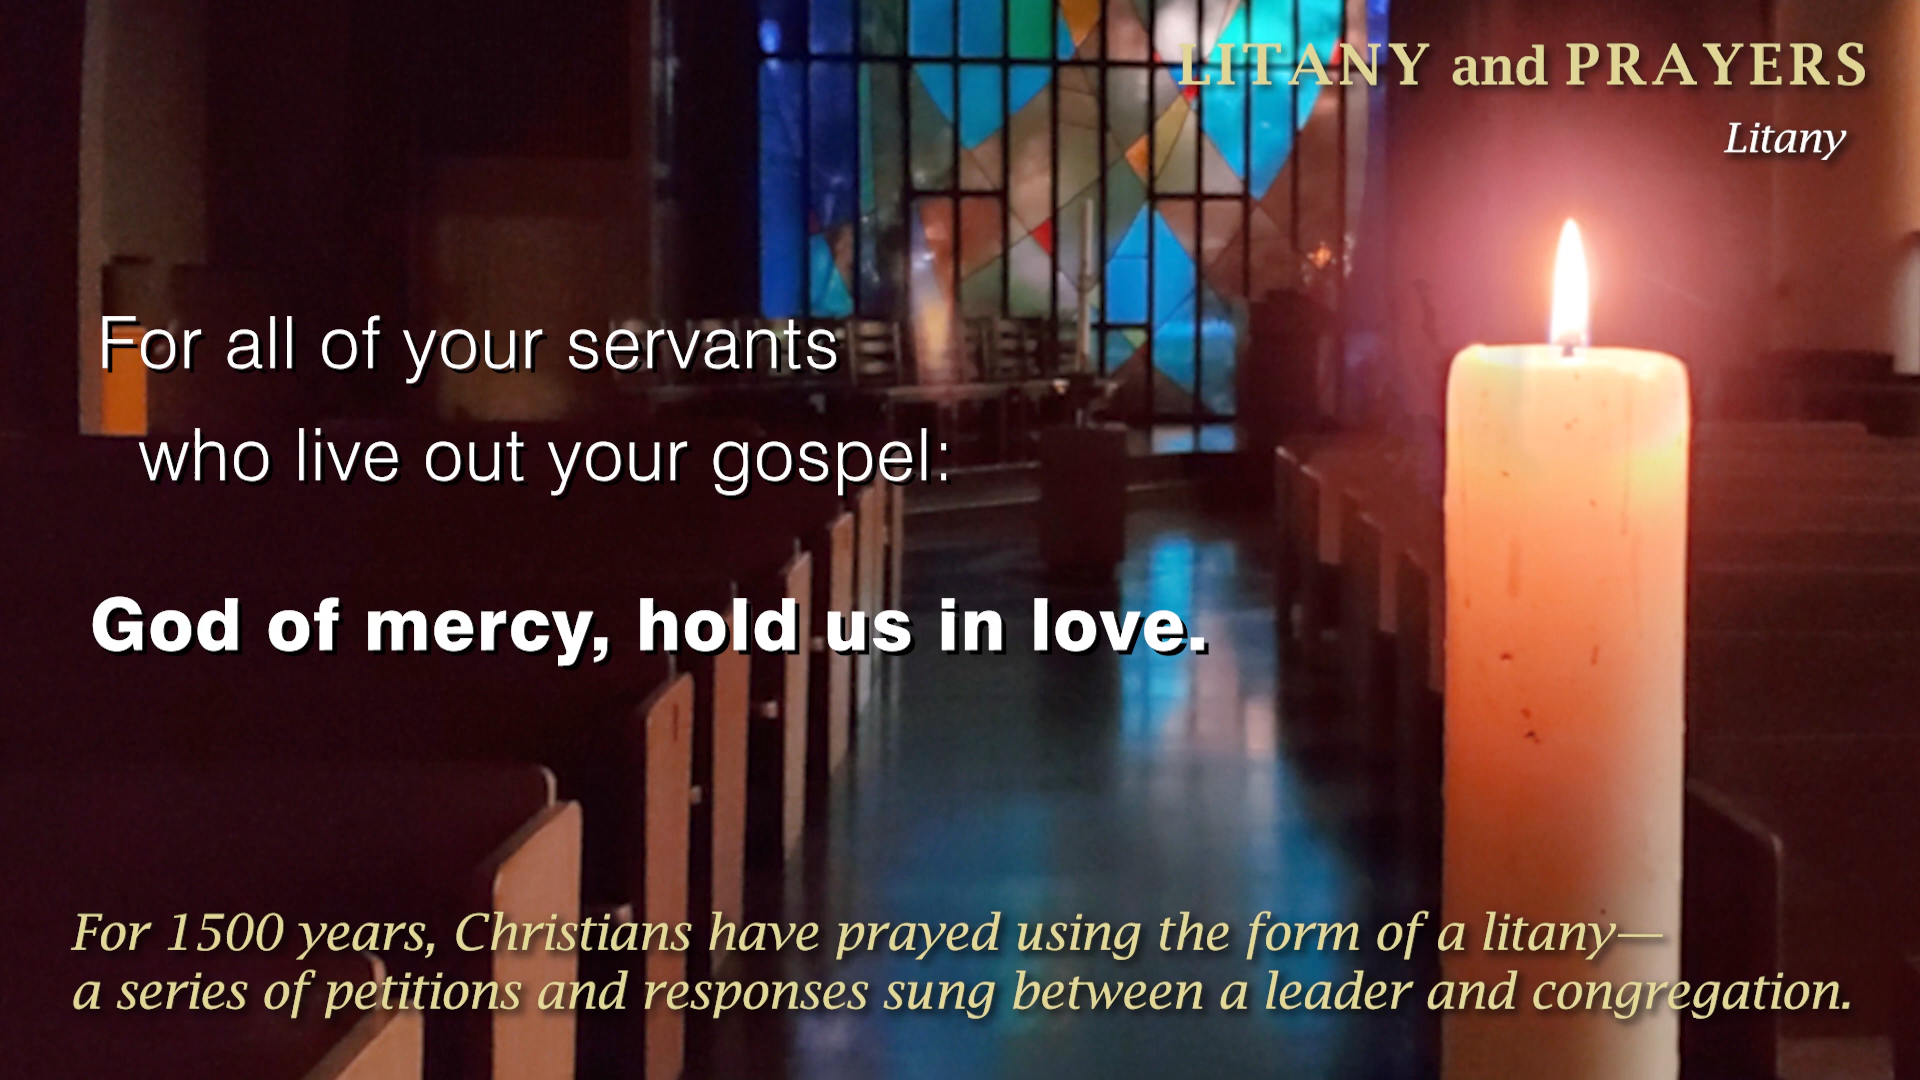 LITANY and PRAYERS
Litany
For all of your servants
who live out your gospel:
God of mercy, hold us in love.
For 1500 years, Christians have prayed using the form of a litany—
a series of petitions and responses sung between a leader and congregation.